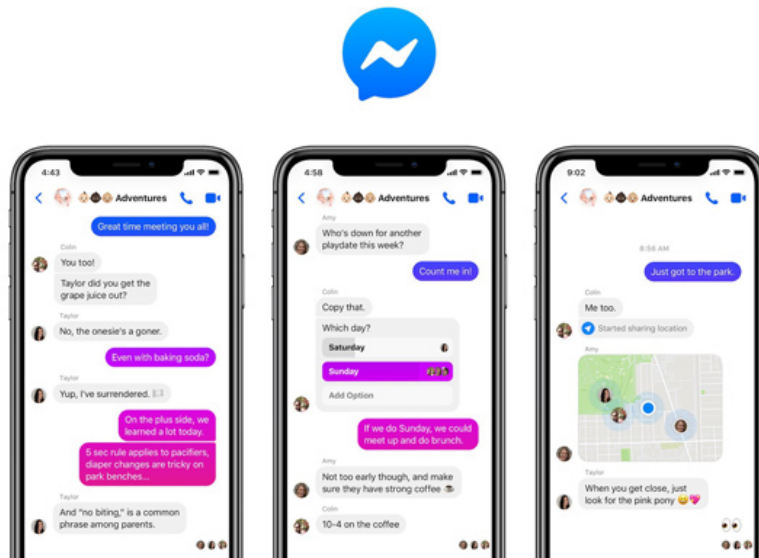 4:43
Adventures
Great time meeting you all!
Colin
You too!
Taylor did you get the
grape juice out?
Taylor
No, the onesie's a goner.
Even with baking soda?
Taylor
Yup, I've surrendered.
On the plus side, we
learned a lot today.
5 sec rule applies to pacifiers,
diaper changes are tricky on
park benches...
Taylor
And "no biting," is a common
phrase among parents.
4:58
Adventures
Amy
Who's down for another
playdate this week?
Count me in!
Colin
Copy that.
Which day?
Saturday
Sunday
Add Option
If we do Sunday, we could
meet up and do brunch.
Amy
Not too early though, and make
sure they have strong coffee ☕
Colin
10-4 on the coffee
9:02
Adventures
8:56 AM
Just got to the park.
Colin
Me too.
Started sharing location
Amy
Taylor
When you get close, just
look for the pink pony 😄💖